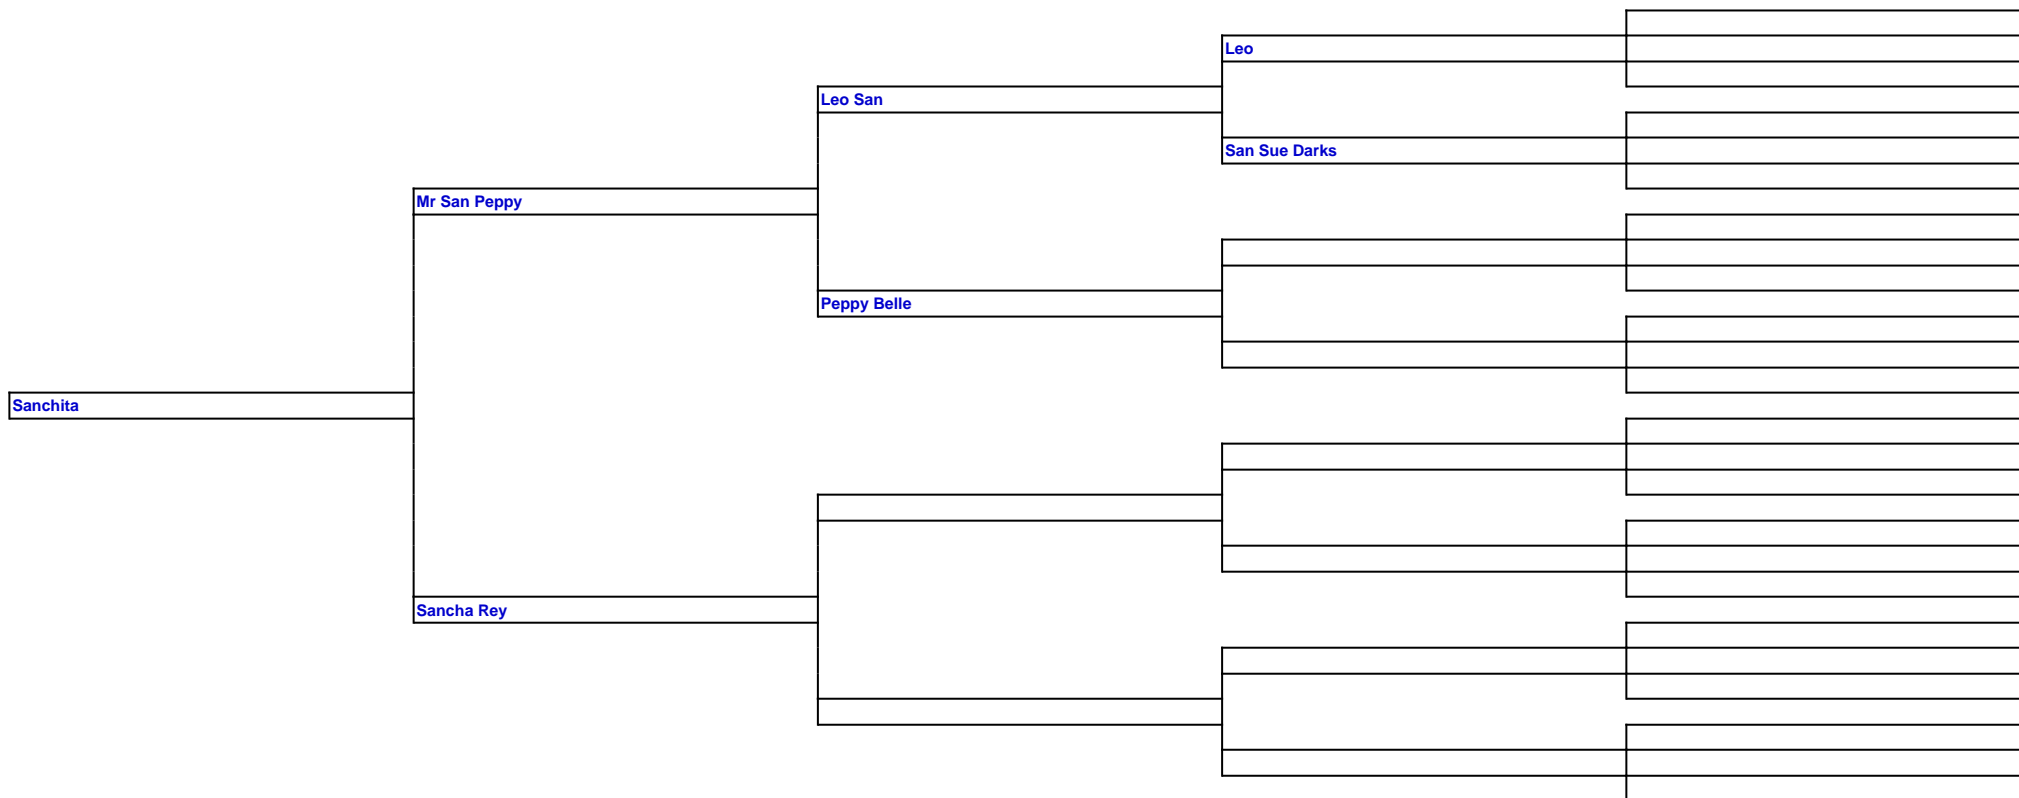 Leo
Leo San
San Sue Darks
Mr San Peppy
Peppy Belle
Sanchita
Sancha Rey